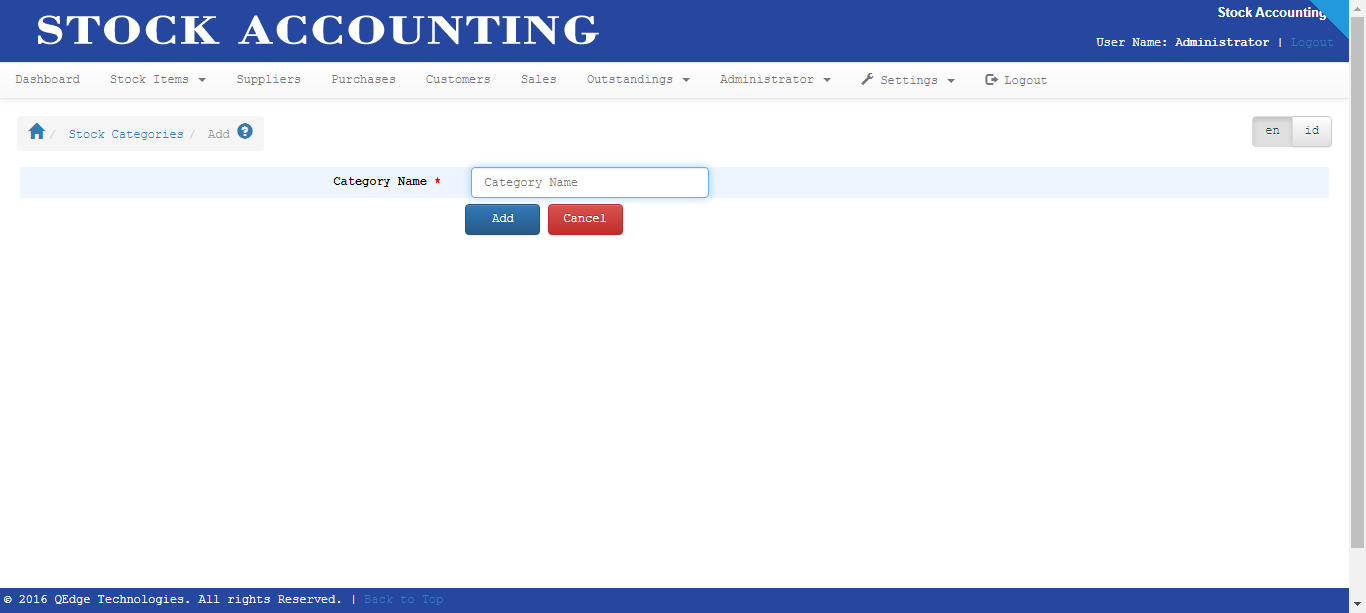 STOCK ACCOUNTING
Stock Accounting
User Name: Administrator | Logout
Dashboard Stock Items Suppliers Purchases Customers Sales Outstandings Administrator Settings Logout
/ Stock Categories / Add ?
en id
Category Name *
Category Name
Add Cancel
© 2016 QEdge Technologies. All rights Reserved. | Back to Top